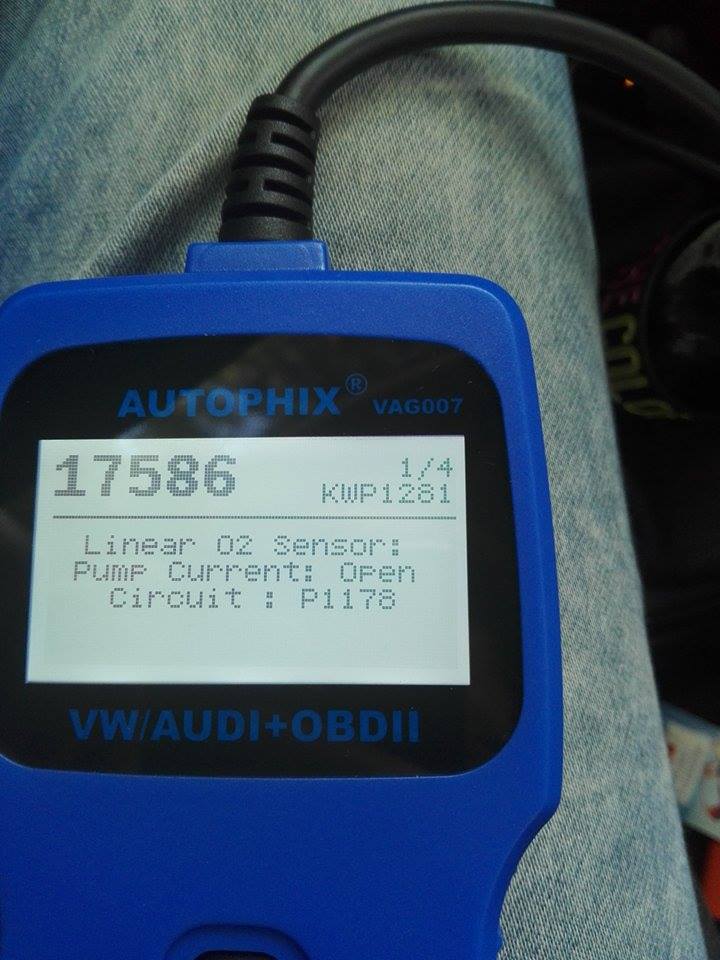 AUTOPHIX® VAG007
17586 1/4
KWP1281
Linear O2 Sensor:
Pump Current: Open
Circuit : P1178
VW/AUDI+OBDII